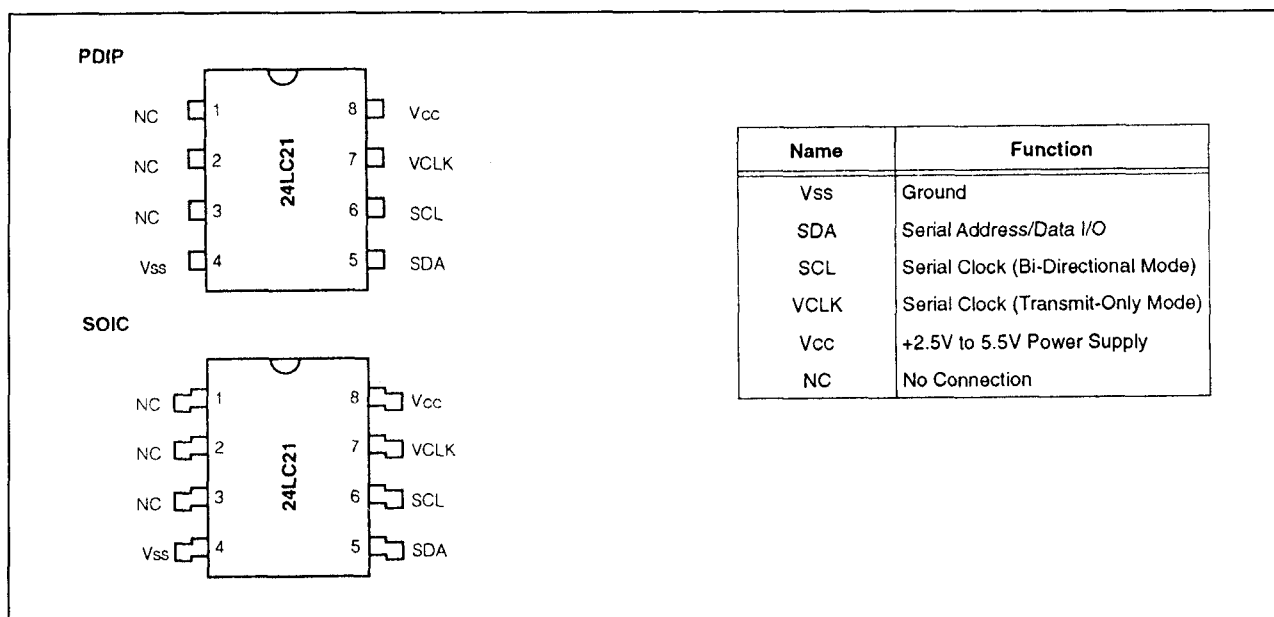 PDIP
NC 1 8 Vcc
NC 2 7 VCLK
NC 3 6 SCL
Vss 4 5 SDA
24LC21
SOIC
NC 1 8 Vcc
NC 2 7 VCLK
NC 3 6 SCL
Vss 4 5 SDA
24LC21
Name Function
Vss Ground
SDA Serial Address/Data I/O
SCL Serial Clock (Bi-Directional Mode)
VCLK Serial Clock (Transmit-Only Mode)
Vcc +2.5V to 5.5V Power Supply
NC No Connection